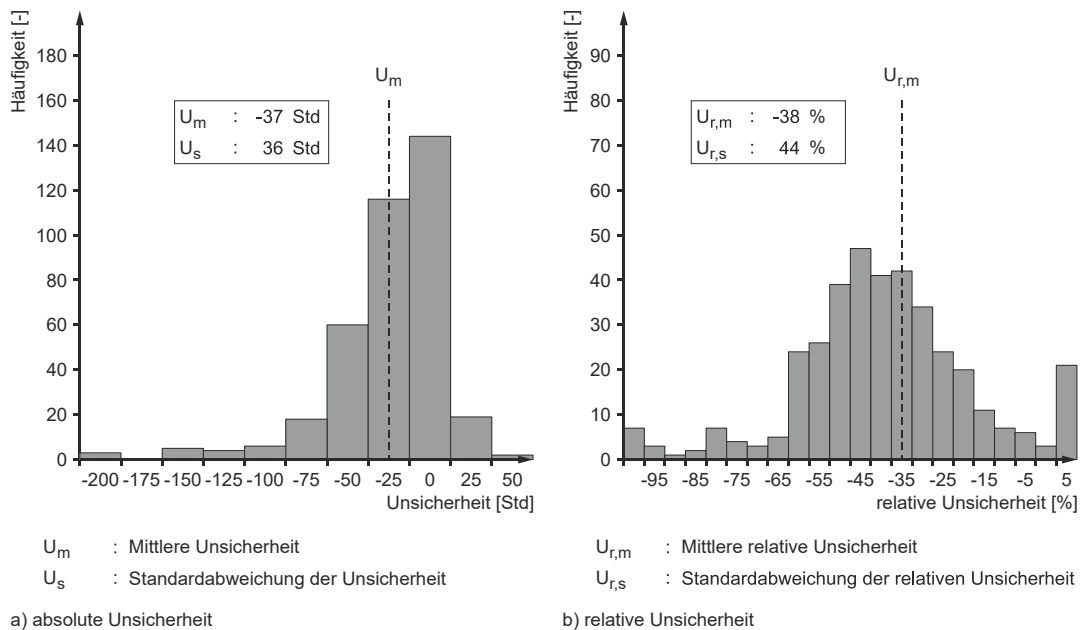 Häufigkeit [-]
180
160
140
120
100
80
60
40
20
0
U_m
U_m : -37 Std
U_s : 36 Std
-200 -175 -150 -125 -100 -75 -50 -25 0 25 50
Unsicherheit [Std]
U_m : Mittlere Unsicherheit
U_s : Standardabweichung der Unsicherheit
a) absolute Unsicherheit
Häufigkeit [-]
90
80
70
60
50
40
30
20
10
0
U_r,m
U_r,m : -38 %
U_r,s : 44 %
-95 -85 -75 -65 -55 -45 -35 -25 -15 -5 5
relative Unsicherheit [%]
U_r,m : Mittlere relative Unsicherheit
U_r,s : Standardabweichung der relativen Unsicherheit
b) relative Unsicherheit